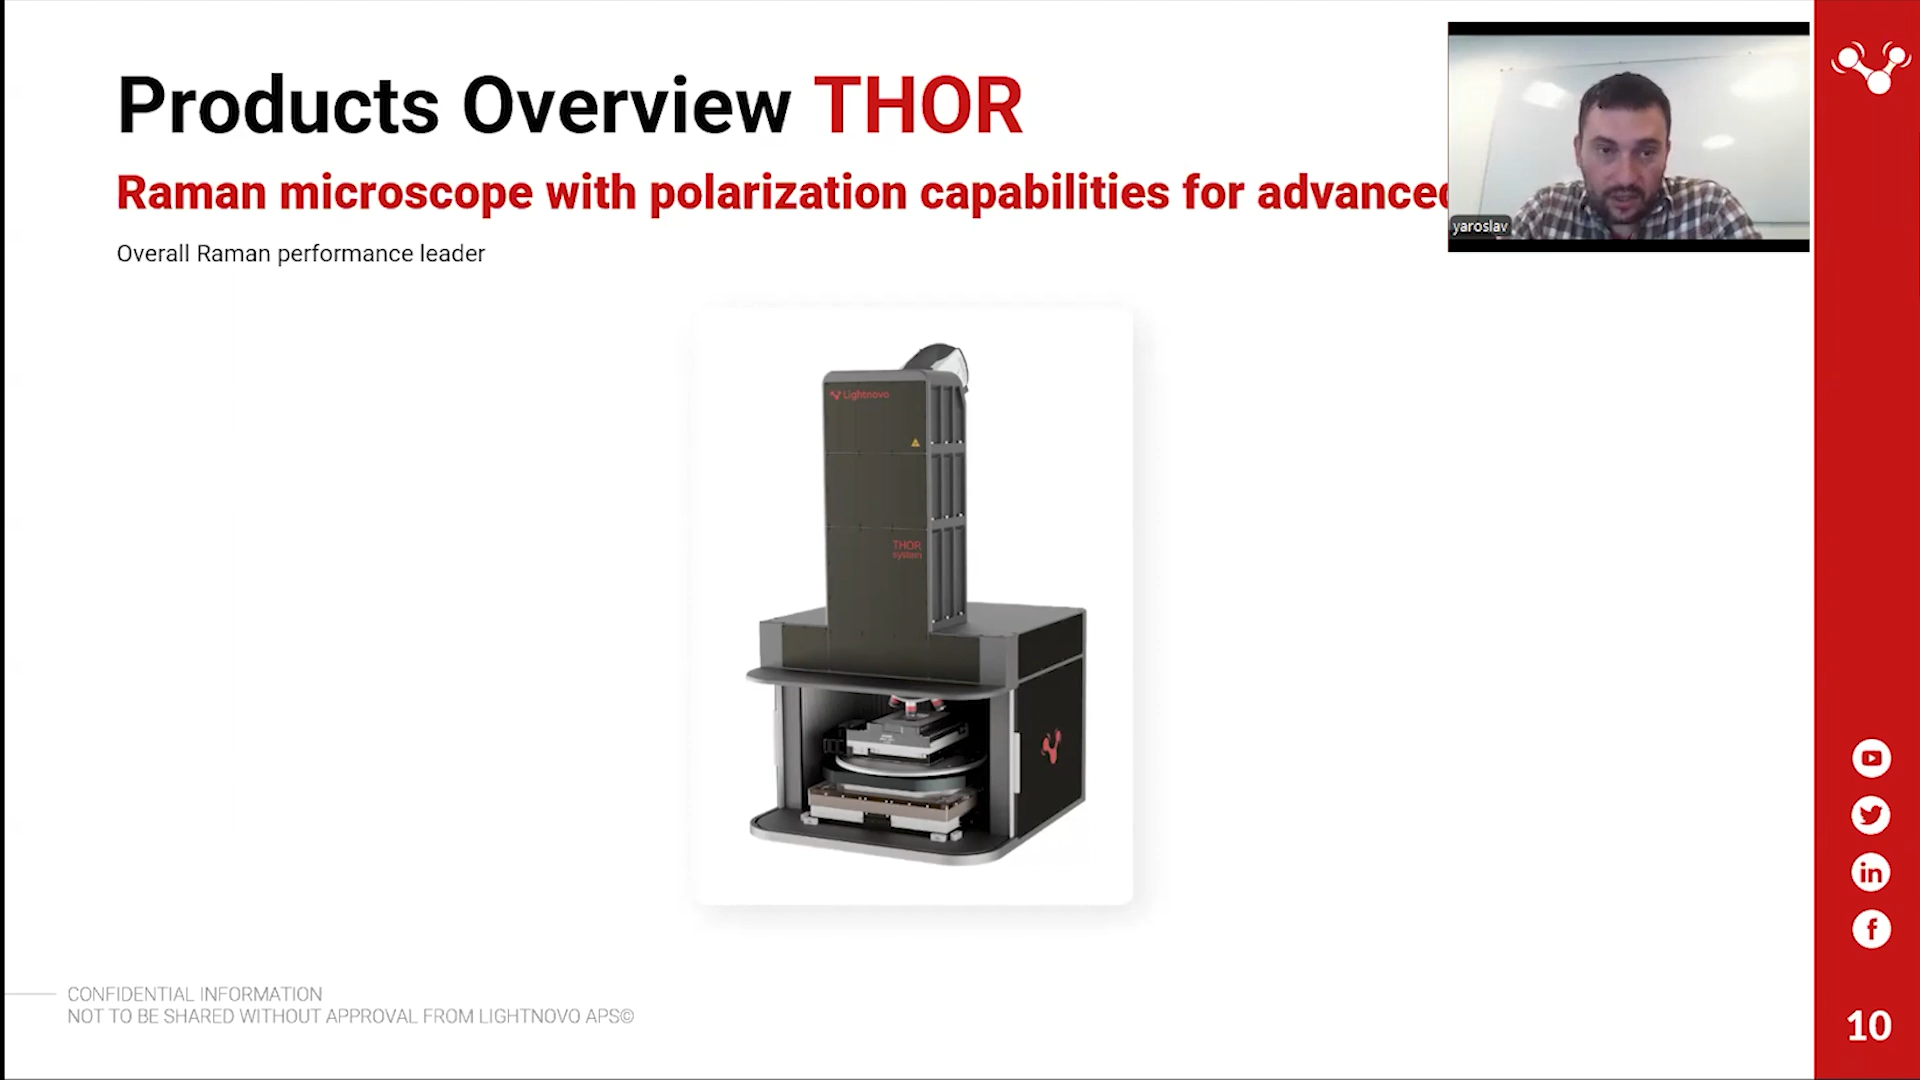 Products Overview THOR
Raman microscope with polarization capabilities for advanced
Overall Raman performance leader
yaroslav
Lightnovo
THOR
system
CONFIDENTIAL INFORMATION
NOT TO BE SHARED WITHOUT APPROVAL FROM LIGHTNOVO APS©
10